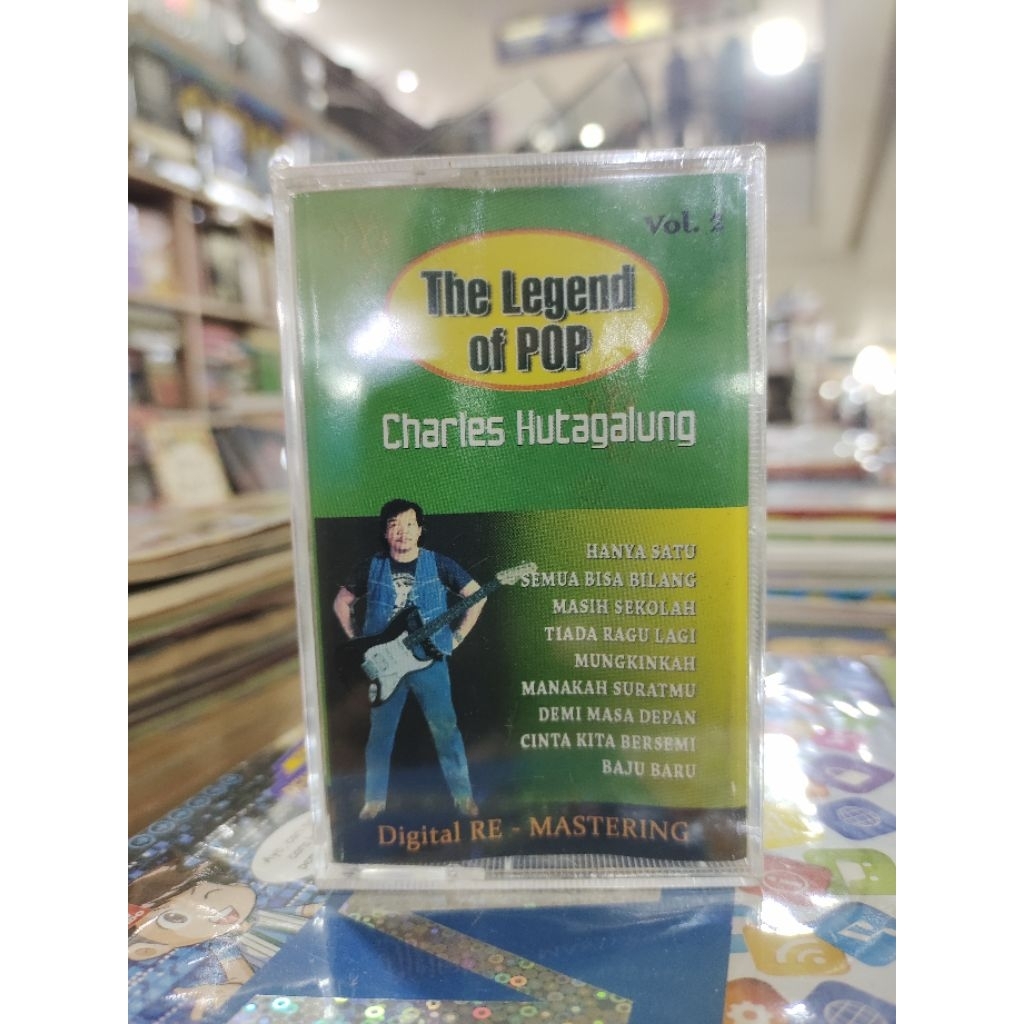 Vol. 2
The Legend
of POP
Charles Hutagalung
HANYA SATU
SEMUA BISA BILANG
MASIH SEKOLAH
TIADA RAGU LAGI
MUNGKINKAH
MANAKAH SURATMU
DEMI MASA DEPAN
CINTA KITA BERSEMI
BAJU BARU
Digital RE - MASTERING